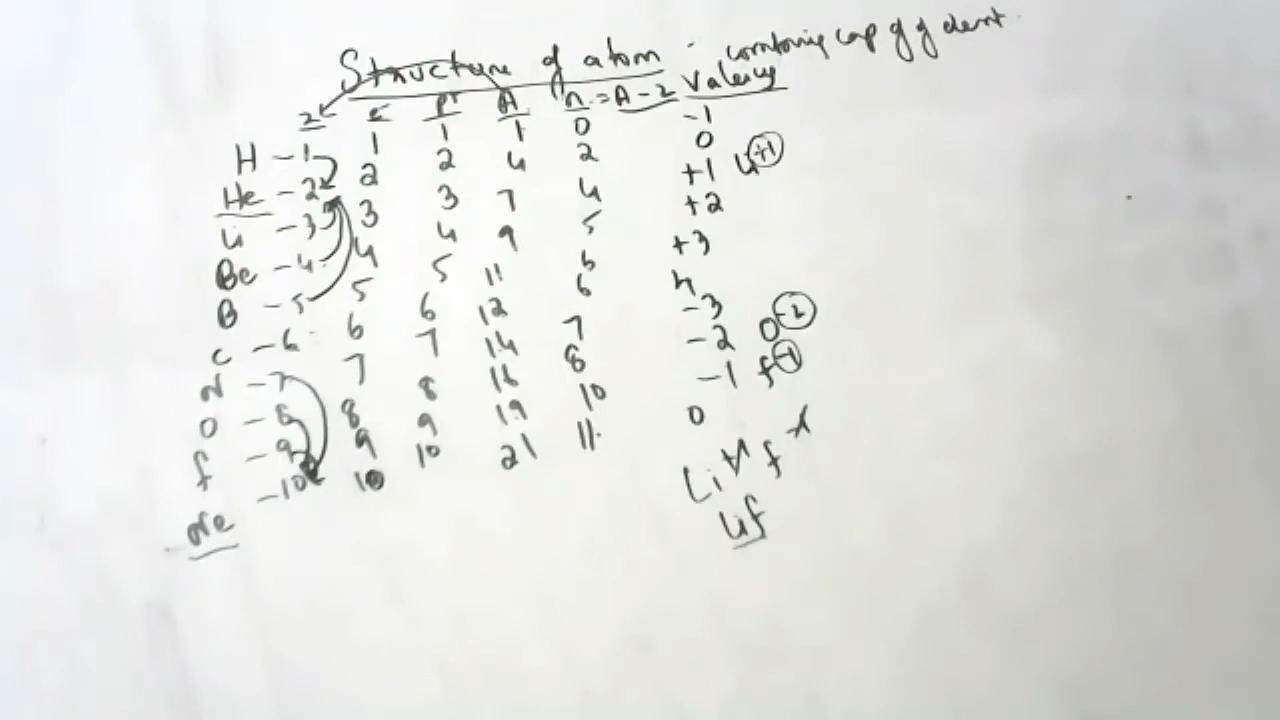 Structure of atom - combining cap of g element
Z e⁻ P⁺ A n = A - Z Valency
H - 1 1 1 1 0 -1
He - 2 2 2 4 2 0
Li - 3 3 3 7 4 +1 Li +1
Be - 4 4 4 9 5 +2
B - 5 5 5 11 6 +3
C - 6 6 6 12 6 4
N - 7 7 7 14 7 -3
O - 8 8 8 16 8 -2 O -2
f - 9 9 9 19 10 -1 f -1
Ne - 10 10 10 21 11 0
Li f
Lif